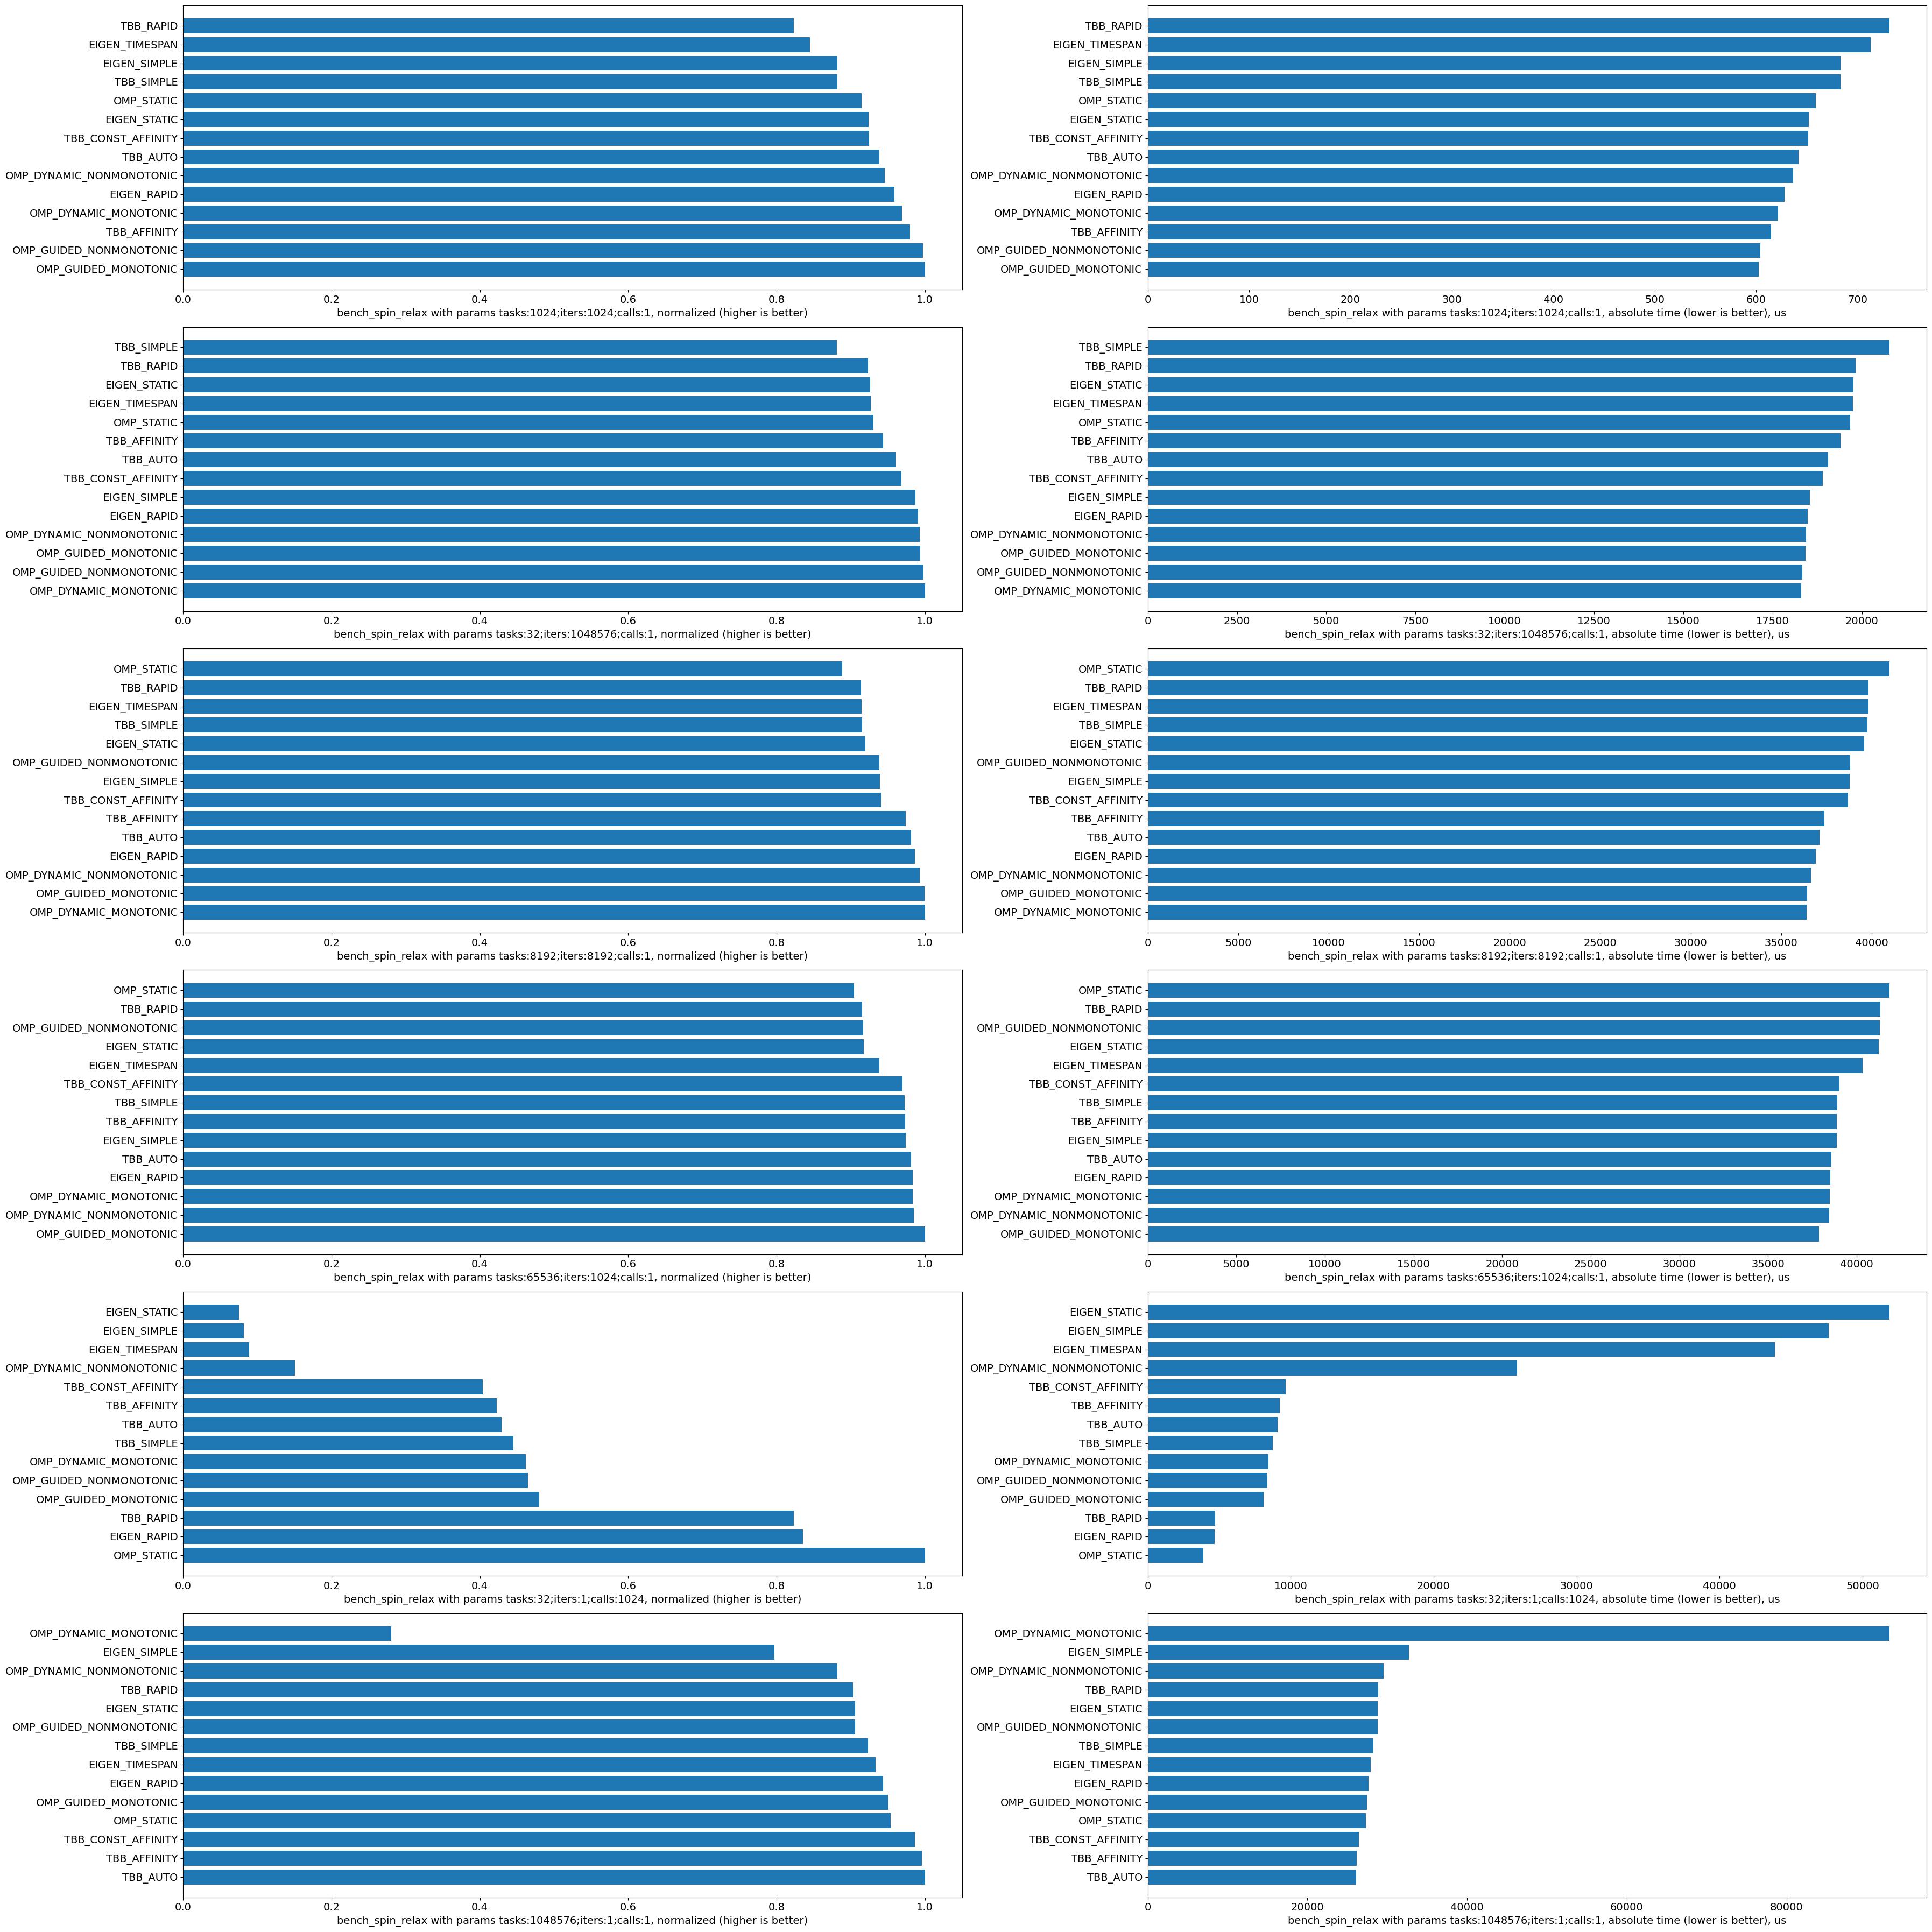 TBB_RAPID
EIGEN_TIMESPAN
EIGEN_SIMPLE
TBB_SIMPLE
OMP_STATIC
EIGEN_STATIC
TBB_CONST_AFFINITY
TBB_AUTO
OMP_DYNAMIC_NONMONOTONIC
EIGEN_RAPID
OMP_DYNAMIC_MONOTONIC
TBB_AFFINITY
OMP_GUIDED_NONMONOTONIC
OMP_GUIDED_MONOTONIC
0.0 0.2 0.4 0.6 0.8 1.0
bench_spin_relax with params tasks:1024;iters:1024;calls:1, normalized (higher is better)
TBB_RAPID
EIGEN_TIMESPAN
EIGEN_SIMPLE
TBB_SIMPLE
OMP_STATIC
EIGEN_STATIC
TBB_CONST_AFFINITY
TBB_AUTO
OMP_DYNAMIC_NONMONOTONIC
EIGEN_RAPID
OMP_DYNAMIC_MONOTONIC
TBB_AFFINITY
OMP_GUIDED_NONMONOTONIC
OMP_GUIDED_MONOTONIC
0 100 200 300 400 500 600 700
bench_spin_relax with params tasks:1024;iters:1024;calls:1, absolute time (lower is better), us
TBB_SIMPLE
TBB_RAPID
EIGEN_STATIC
EIGEN_TIMESPAN
OMP_STATIC
TBB_AFFINITY
TBB_AUTO
TBB_CONST_AFFINITY
EIGEN_SIMPLE
EIGEN_RAPID
OMP_DYNAMIC_NONMONOTONIC
OMP_GUIDED_MONOTONIC
OMP_GUIDED_NONMONOTONIC
OMP_DYNAMIC_MONOTONIC
0.0 0.2 0.4 0.6 0.8 1.0
bench_spin_relax with params tasks:32;iters:1048576;calls:1, normalized (higher is better)
TBB_SIMPLE
TBB_RAPID
EIGEN_STATIC
EIGEN_TIMESPAN
OMP_STATIC
TBB_AFFINITY
TBB_AUTO
TBB_CONST_AFFINITY
EIGEN_SIMPLE
EIGEN_RAPID
OMP_DYNAMIC_NONMONOTONIC
OMP_GUIDED_MONOTONIC
OMP_GUIDED_NONMONOTONIC
OMP_DYNAMIC_MONOTONIC
0 2500 5000 7500 10000 12500 15000 17500 20000
bench_spin_relax with params tasks:32;iters:1048576;calls:1, absolute time (lower is better), us
OMP_STATIC
TBB_RAPID
EIGEN_TIMESPAN
TBB_SIMPLE
EIGEN_STATIC
OMP_GUIDED_NONMONOTONIC
EIGEN_SIMPLE
TBB_CONST_AFFINITY
TBB_AFFINITY
TBB_AUTO
EIGEN_RAPID
OMP_DYNAMIC_NONMONOTONIC
OMP_GUIDED_MONOTONIC
OMP_DYNAMIC_MONOTONIC
0.0 0.2 0.4 0.6 0.8 1.0
bench_spin_relax with params tasks:8192;iters:8192;calls:1, normalized (higher is better)
OMP_STATIC
TBB_RAPID
EIGEN_TIMESPAN
TBB_SIMPLE
EIGEN_STATIC
OMP_GUIDED_NONMONOTONIC
EIGEN_SIMPLE
TBB_CONST_AFFINITY
TBB_AFFINITY
TBB_AUTO
EIGEN_RAPID
OMP_DYNAMIC_NONMONOTONIC
OMP_GUIDED_MONOTONIC
OMP_DYNAMIC_MONOTONIC
0 5000 10000 15000 20000 25000 30000 35000 40000
bench_spin_relax with params tasks:8192;iters:8192;calls:1, absolute time (lower is better), us
OMP_STATIC
TBB_RAPID
OMP_GUIDED_NONMONOTONIC
EIGEN_STATIC
EIGEN_TIMESPAN
TBB_CONST_AFFINITY
TBB_SIMPLE
TBB_AFFINITY
EIGEN_SIMPLE
TBB_AUTO
EIGEN_RAPID
OMP_DYNAMIC_MONOTONIC
OMP_DYNAMIC_NONMONOTONIC
OMP_GUIDED_MONOTONIC
0.0 0.2 0.4 0.6 0.8 1.0
bench_spin_relax with params tasks:65536;iters:1024;calls:1, normalized (higher is better)
OMP_STATIC
TBB_RAPID
OMP_GUIDED_NONMONOTONIC
EIGEN_STATIC
EIGEN_TIMESPAN
TBB_CONST_AFFINITY
TBB_SIMPLE
TBB_AFFINITY
EIGEN_SIMPLE
TBB_AUTO
EIGEN_RAPID
OMP_DYNAMIC_MONOTONIC
OMP_DYNAMIC_NONMONOTONIC
OMP_GUIDED_MONOTONIC
0 5000 10000 15000 20000 25000 30000 35000 40000
bench_spin_relax with params tasks:65536;iters:1024;calls:1, absolute time (lower is better), us
EIGEN_STATIC
EIGEN_SIMPLE
EIGEN_TIMESPAN
OMP_DYNAMIC_NONMONOTONIC
TBB_CONST_AFFINITY
TBB_AFFINITY
TBB_AUTO
TBB_SIMPLE
OMP_DYNAMIC_MONOTONIC
OMP_GUIDED_NONMONOTONIC
OMP_GUIDED_MONOTONIC
TBB_RAPID
EIGEN_RAPID
OMP_STATIC
0.0 0.2 0.4 0.6 0.8 1.0
bench_spin_relax with params tasks:32;iters:1;calls:1024, normalized (higher is better)
EIGEN_STATIC
EIGEN_SIMPLE
EIGEN_TIMESPAN
OMP_DYNAMIC_NONMONOTONIC
TBB_CONST_AFFINITY
TBB_AFFINITY
TBB_AUTO
TBB_SIMPLE
OMP_DYNAMIC_MONOTONIC
OMP_GUIDED_NONMONOTONIC
OMP_GUIDED_MONOTONIC
TBB_RAPID
EIGEN_RAPID
OMP_STATIC
0 10000 20000 30000 40000 50000
bench_spin_relax with params tasks:32;iters:1;calls:1024, absolute time (lower is better), us
OMP_DYNAMIC_MONOTONIC
EIGEN_SIMPLE
OMP_DYNAMIC_NONMONOTONIC
TBB_RAPID
EIGEN_STATIC
OMP_GUIDED_NONMONOTONIC
TBB_SIMPLE
EIGEN_TIMESPAN
EIGEN_RAPID
OMP_GUIDED_MONOTONIC
OMP_STATIC
TBB_CONST_AFFINITY
TBB_AFFINITY
TBB_AUTO
0.0 0.2 0.4 0.6 0.8 1.0
bench_spin_relax with params tasks:1048576;iters:1;calls:1, normalized (higher is better)
OMP_DYNAMIC_MONOTONIC
EIGEN_SIMPLE
OMP_DYNAMIC_NONMONOTONIC
TBB_RAPID
EIGEN_STATIC
OMP_GUIDED_NONMONOTONIC
TBB_SIMPLE
EIGEN_TIMESPAN
EIGEN_RAPID
OMP_GUIDED_MONOTONIC
OMP_STATIC
TBB_CONST_AFFINITY
TBB_AFFINITY
TBB_AUTO
0 20000 40000 60000 80000
bench_spin_relax with params tasks:1048576;iters:1;calls:1, absolute time (lower is better), us